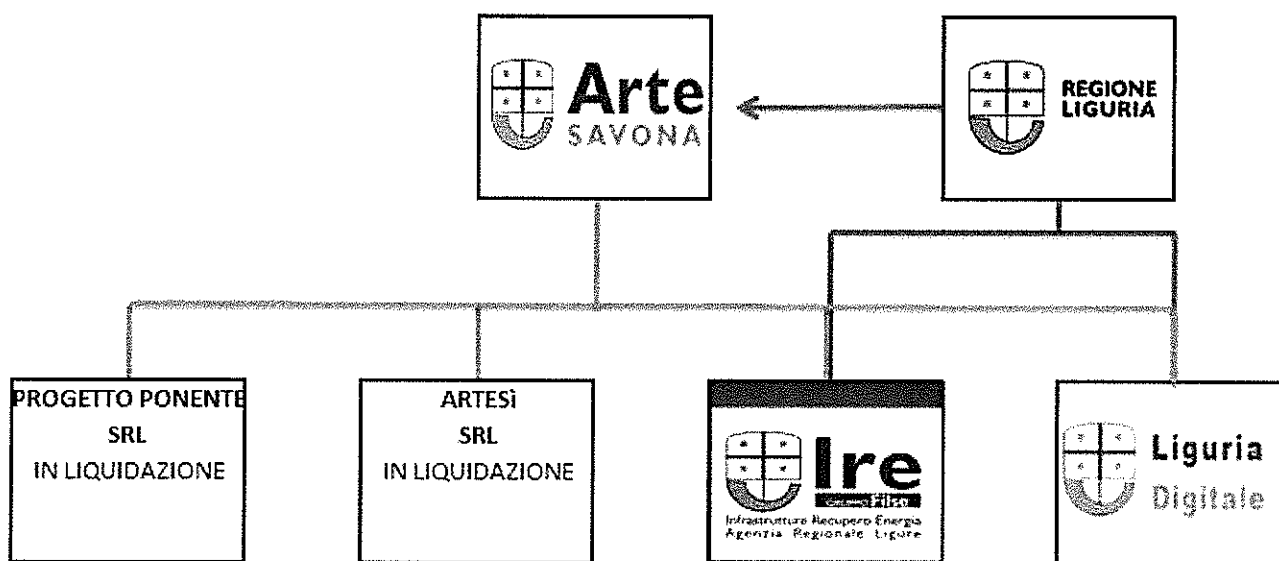 Arte
SAVONA
REGIONE
LIGURIA
PROGETTO PONENTE
SRL
IN LIQUIDAZIONE
ARTESì
SRL
IN LIQUIDAZIONE
Ire
Filse
Infrastrutture Recupero Energia
Agenzia Regionale Ligure
Liguria
Digitale